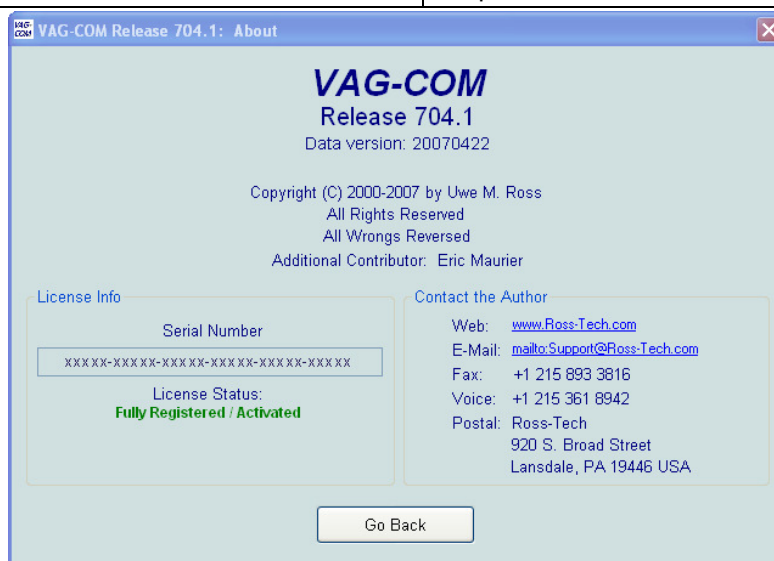 VAG-COM VAG-COM Release 704.1: About
VAG-COM
Release 704.1
Data version: 20070422
Copyright (C) 2000-2007 by Uwe M. Ross
All Rights Reserved
All Wrongs Reversed
Additional Contributor: Eric Maurier
License Info
Serial Number
XXXXX-XXXXX-XXXXX-XXXXX-XXXXX-XXXXX
License Status:
Fully Registered / Activated
Contact the Author
Web: www.Ross-Tech.com
E-Mail: mailto:Support@Ross-Tech.com
Fax: +1 215 893 3816
Voice: +1 215 361 8942
Postal: Ross-Tech
920 S. Broad Street
Lansdale, PA 19446 USA
Go Back